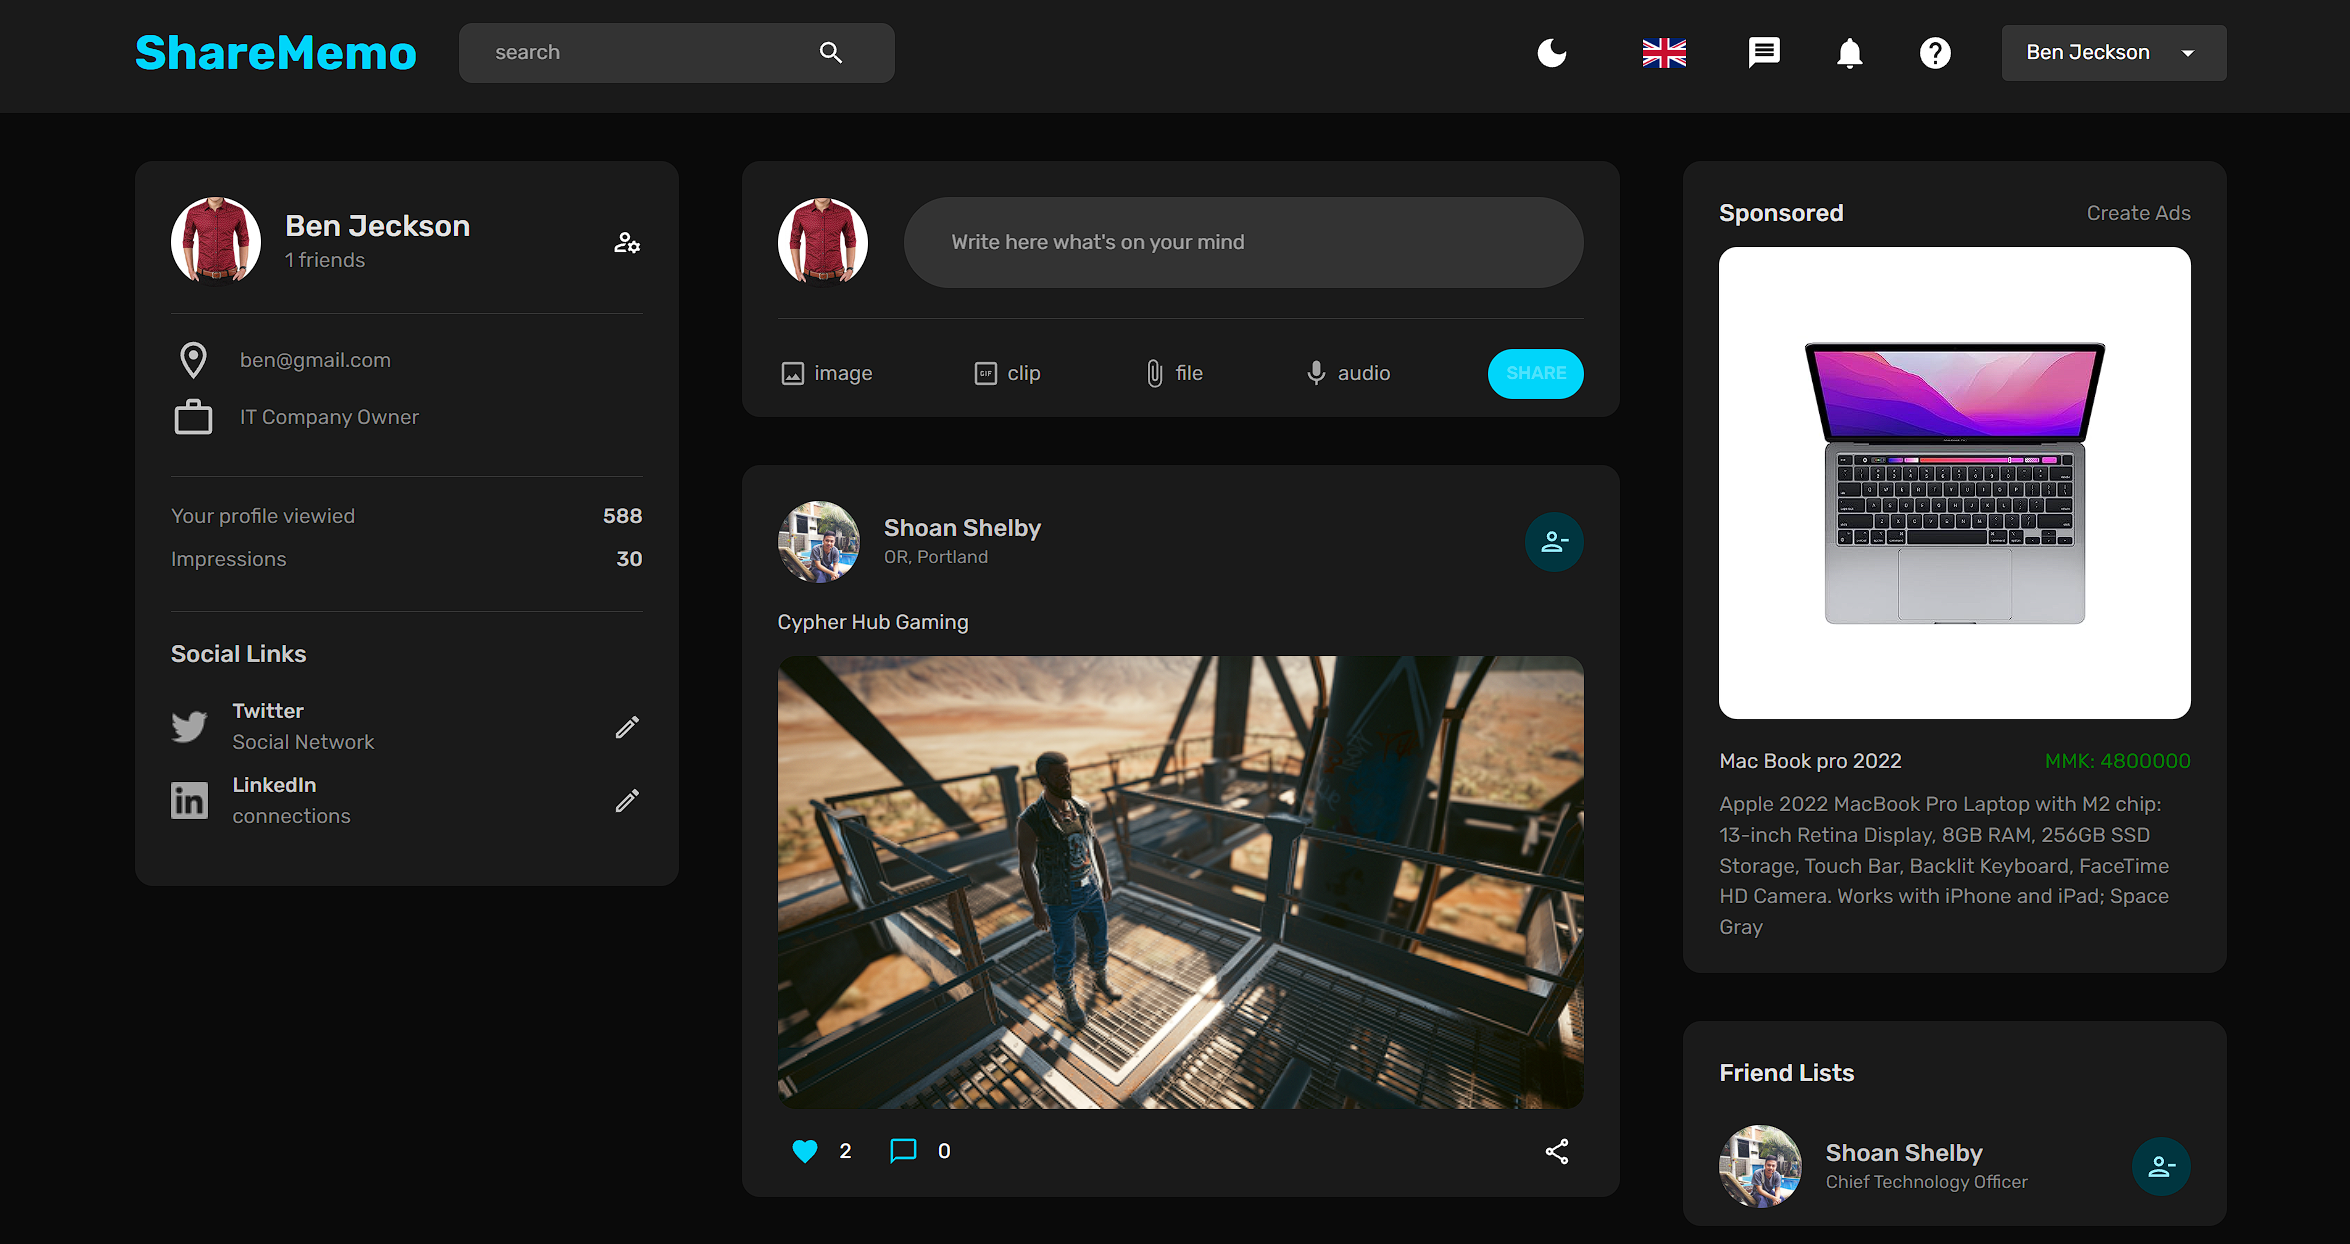 ShareMemo
search
Ben Jeckson
Ben Jeckson
1 friends
ben@gmail.com
IT Company Owner
Your profile viewied
588
Impressions
30
Social Links
Twitter
Social Network
LinkedIn
connections
Write here what's on your mind
image
GIF
clip
file
audio
SHARE
Shoan Shelby
OR, Portland
Cypher Hub Gaming
2
0
Sponsored
Create Ads
Mac Book pro 2022
MMK: 4800000
Apple 2022 MacBook Pro Laptop with M2 chip:
13-inch Retina Display, 8GB RAM, 256GB SSD
Storage, Touch Bar, Backlit Keyboard, FaceTime
HD Camera. Works with iPhone and iPad; Space
Gray
Friend Lists
Shoan Shelby
Chief Technology Officer